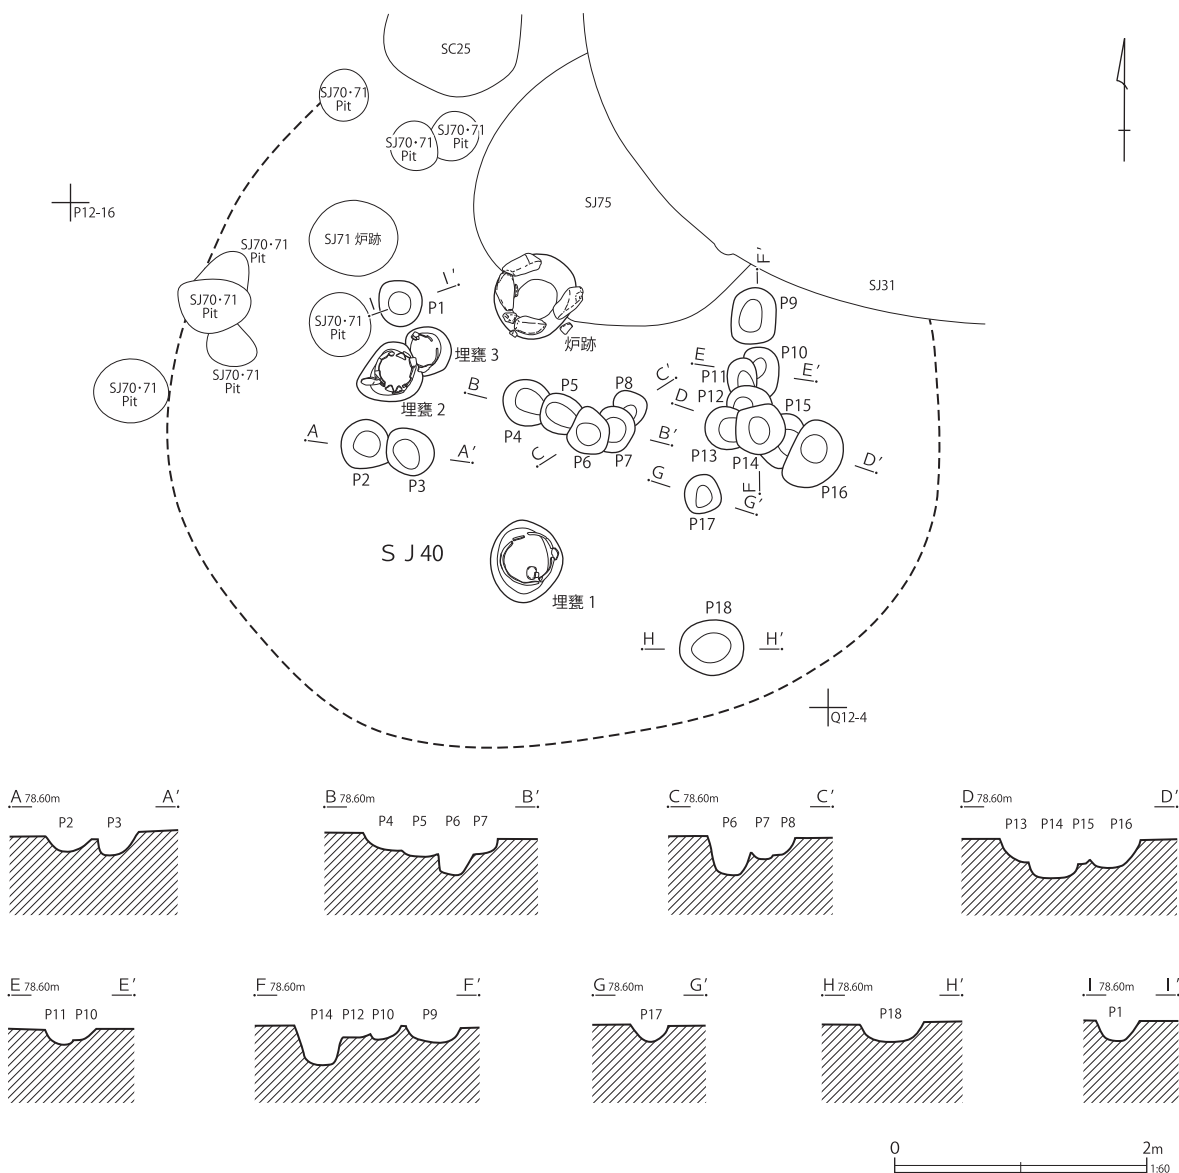 SC25
SJ70・71
Pit
SJ70・71
Pit
SJ70・71
Pit
P12-16
SJ75
SJ71 炉跡
SJ70・71
Pit
SJ70・71
Pit
SJ70・71
Pit
SJ70・71
Pit
SJ70・71
Pit
I
I′
P1
F′
SJ31
P9
炉跡
埋甕 3
埋甕 2
P10
E
E′
P11
P12
C′
D
B
P8
P5
P4
P6
P7
B′
C
A
A′
P2
P3
P15
P13
P14
D′
P16
G
F
G′
P17
S J 40
埋甕 1
P18
H
H′
Q12-4
A 78.60m A′
P2 P3
B 78.60m B′
P4 P5 P6 P7
C 78.60m C′
P6 P7 P8
D 78.60m D′
P13 P14 P15 P16
E 78.60m E′
P11 P10
F 78.60m F′
P14 P12 P10 P9
G 78.60m G′
P17
H 78.60m H′
P18
I 78.60m I′
P1
0 2m
1:60